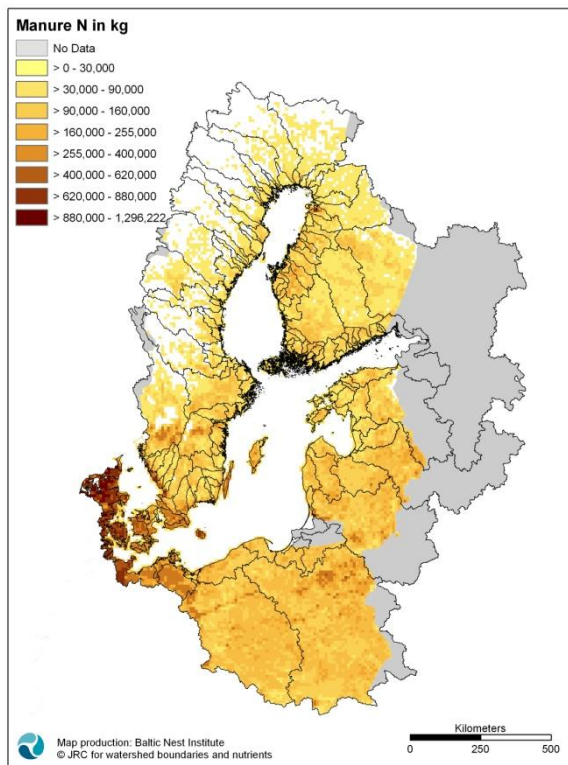 Manure N in kg
No Data
> 0 - 30,000
> 30,000 - 90,000
> 90,000 - 160,000
> 160,000 - 255,000
> 255,000 - 400,000
> 400,000 - 620,000
> 620,000 - 880,000
> 880,000 - 1,296,222
Map production: Baltic Nest Institute
© JRC for watershed boundaries and nutrients
Kilometers
0 250 500